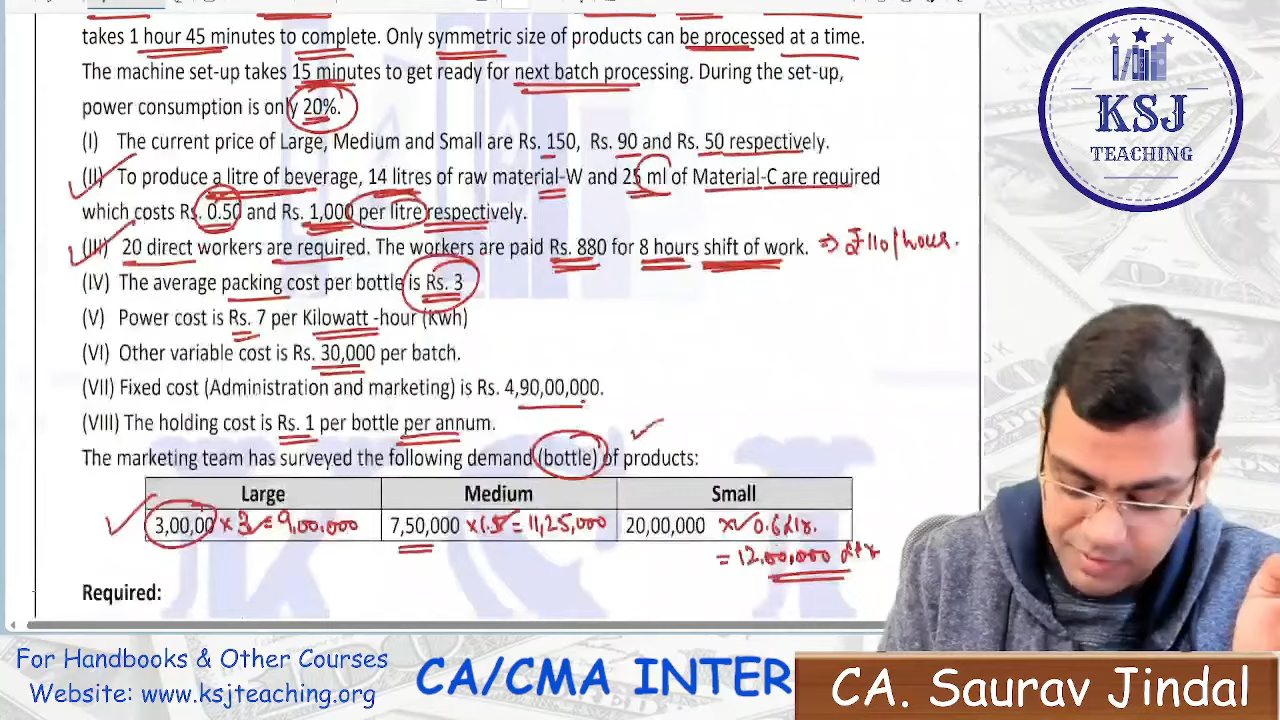 takes 1 hour 45 minutes to complete. Only symmetric size of products can be processed at a time.
The machine set-up takes 15 minutes to get ready for next batch processing. During the set-up,
power consumption is only 20%.
(I) The current price of Large, Medium and Small are Rs. 150, Rs. 90 and Rs. 50 respectively.
(II) To produce a litre of beverage, 14 litres of raw material-W and 25 ml of Material-C are required
which costs Rs. 0.50 and Rs. 1,000 per litre respectively.
(III) 20 direct workers are required. The workers are paid Rs. 880 for 8 hours shift of work. ⇒ ₹110/hour.
(IV) The average packing cost per bottle is Rs. 3
(V) Power cost is Rs. 7 per Kilowatt -hour (Kwh)
(VI) Other variable cost is Rs. 30,000 per batch.
(VII) Fixed cost (Administration and marketing) is Rs. 4,90,00,000.
(VIII) The holding cost is Rs. 1 per bottle per annum.
The marketing team has surveyed the following demand (bottle) of products:
Large Medium Small
3,00,00 × 3 = 9,00,000 7,50,000 ×1.5 = 11,25,000 20,00,000 × 0.6 ltr.
= 12,00,000 ltr
Required:
KSJ
TEACHING
For Handbooks & Other Courses
Website: www.ksjteaching.org
CA/CMA INTER
CA. Saurav Jindal